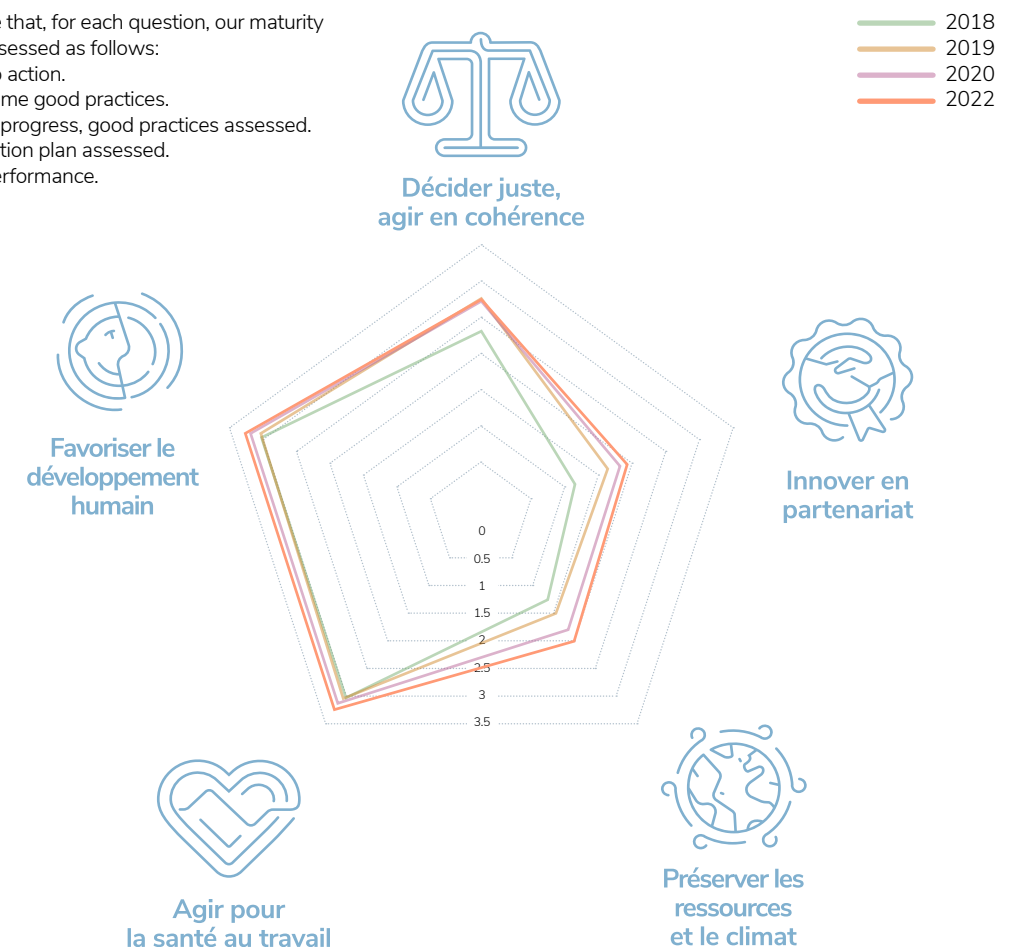 that, for each question, our maturity
sessed as follows:
action.
me good practices.
progress, good practices assessed.
tion plan assessed.
erformance.
2018
2019
2020
2022
Décider juste,
agir en cohérence
Favoriser le
développement
humain
Innover en
partenariat
0
0.5
1
1.5
2
2.5
3
3.5
Agir pour
la santé au travail
Préserver les
ressources
et le climat